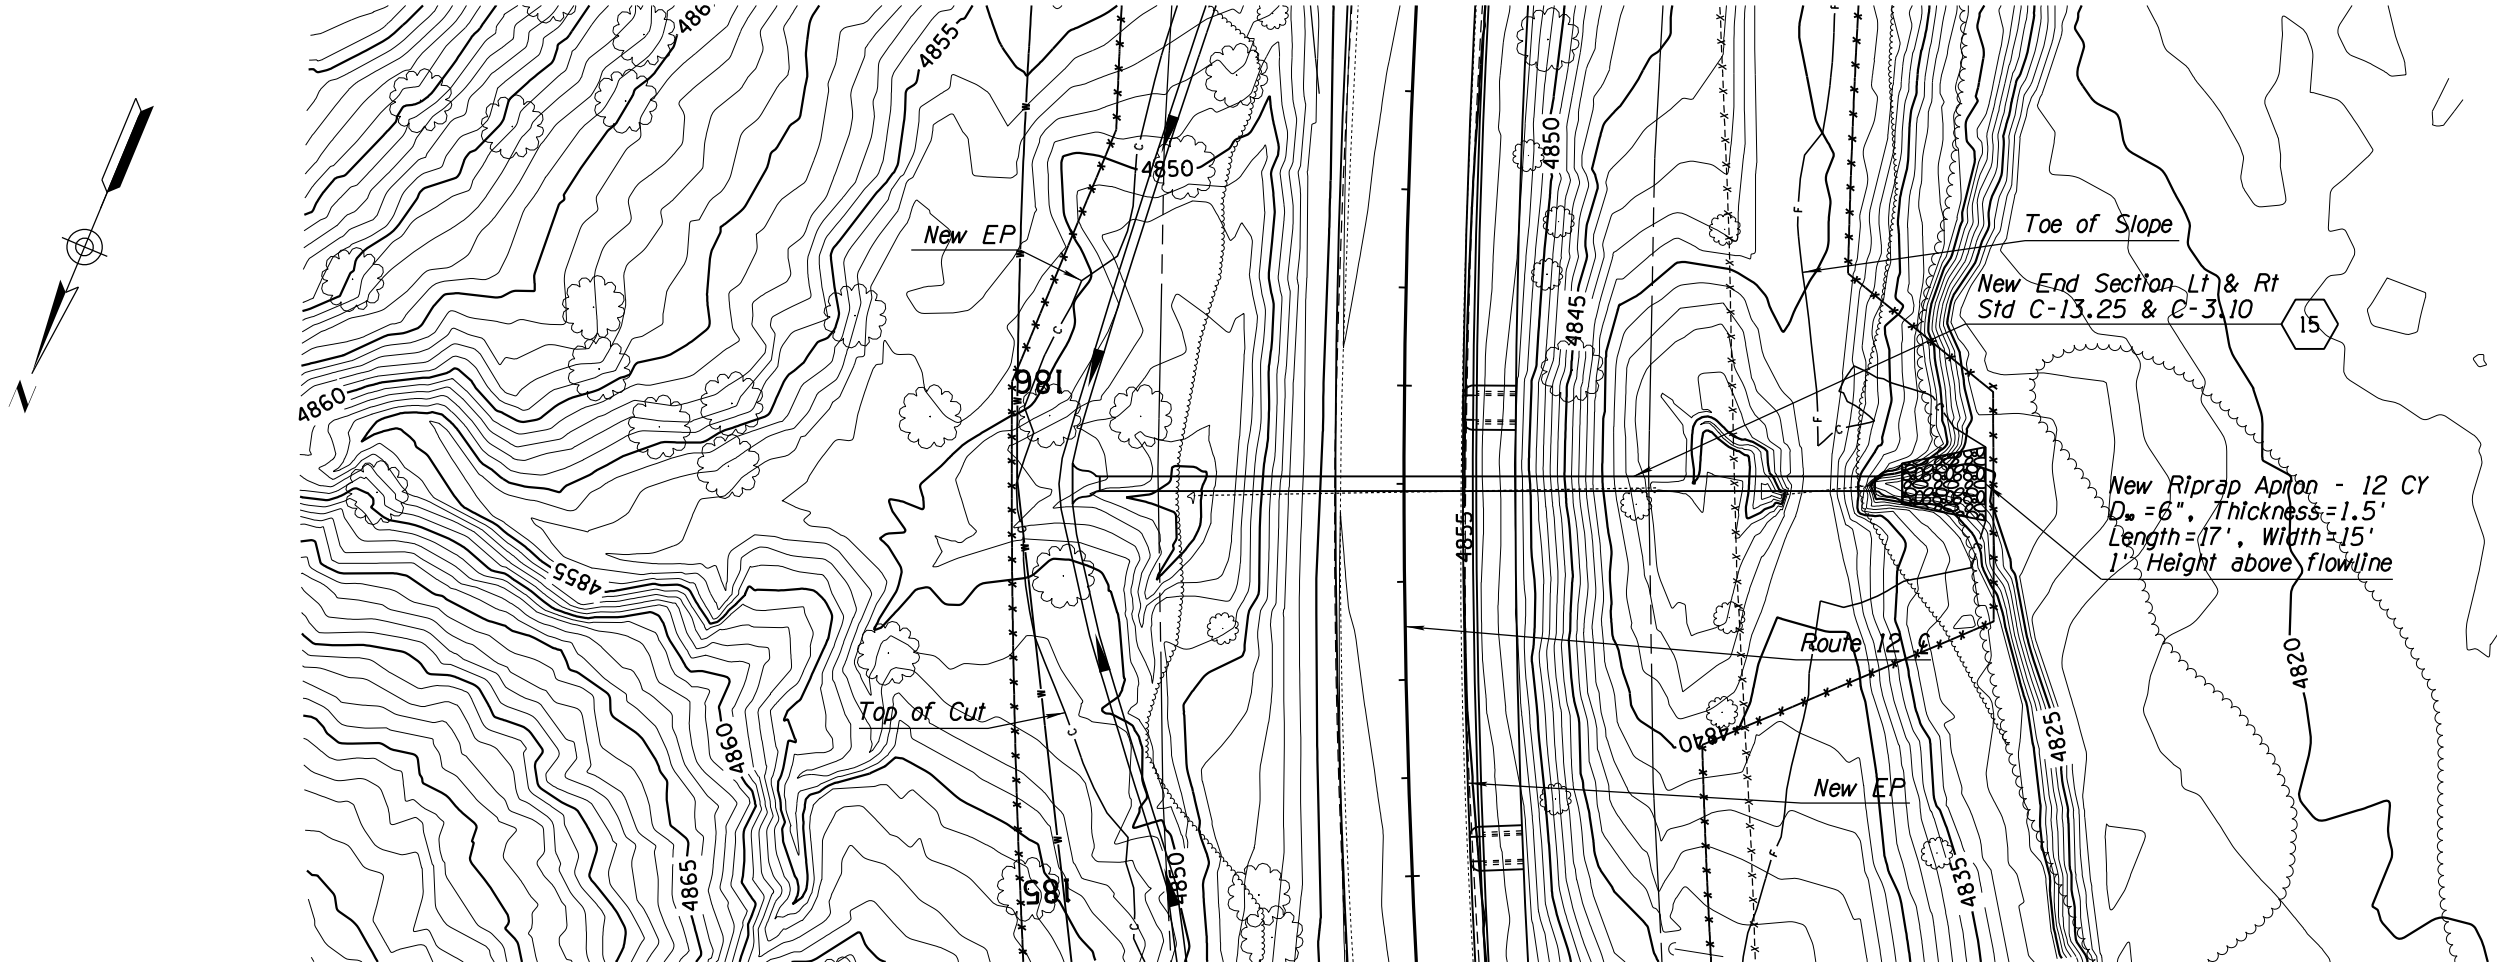 486
4855
4850
4850
Toe of Slope
New EP
New End Section Lt & Rt
Std C-13.25 & C-3.10
15
4845
186
4860
New Riprap Apron - 12 CY
D50=6", Thickness=1.5'
Length=17', Width=15'
1' Height above flowline
4855
4855
Route 12 ℄
4820
Top of Cut
4840
4825
4860
New EP
4865
4850
4835
185
N
C
C
C
C
C
C
C
W
W
W
W
W
W
F
F
F
F
F